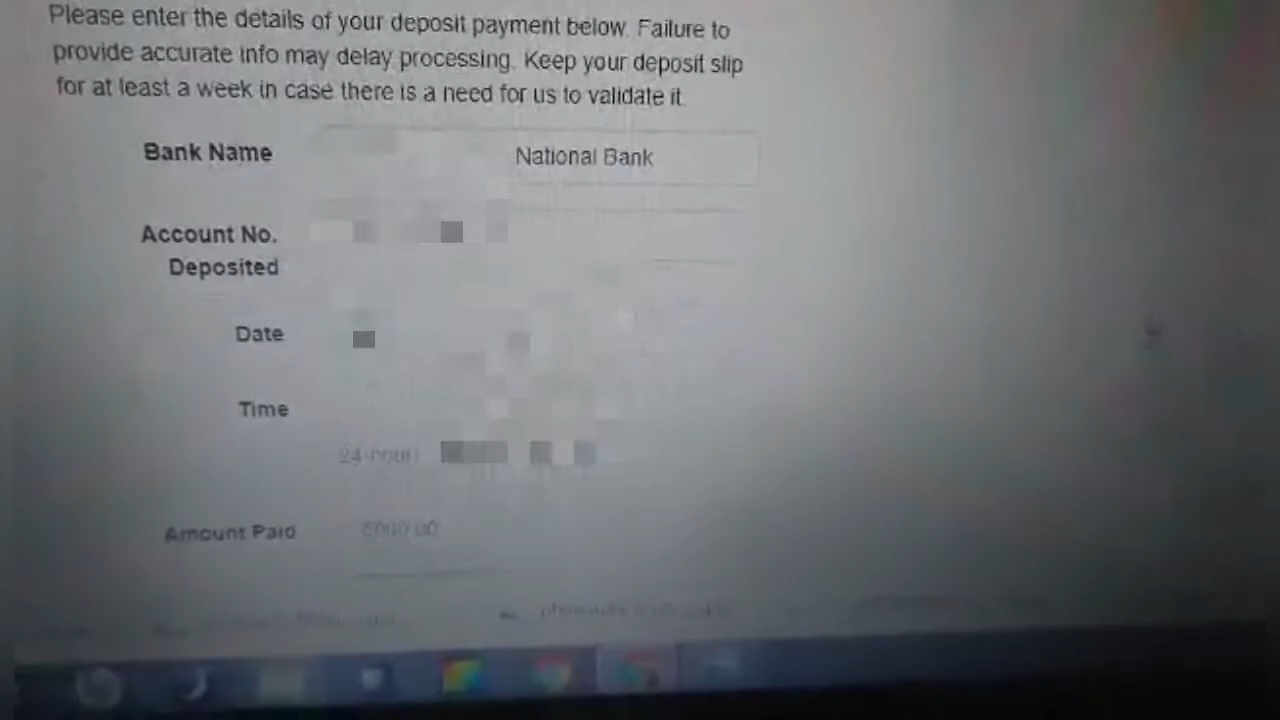 Please enter the details of your deposit payment below. Failure to
provide accurate info may delay processing. Keep your deposit slip
for at least a week in case there is a need for us to validate it.
Bank Name
National Bank
Account No.
Deposited
Date
Time
24-hour
Amount Paid